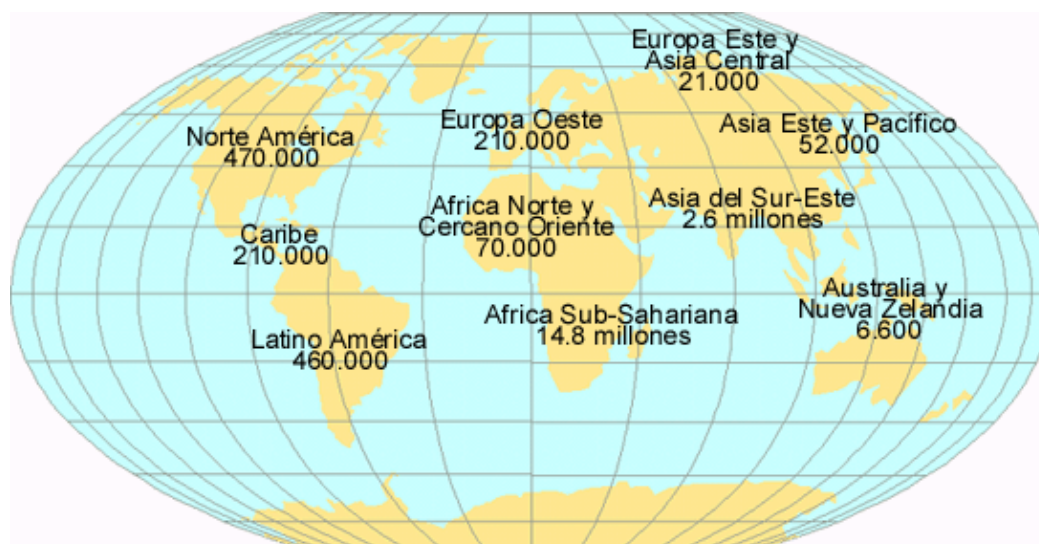 Europa Este y
Asia Central
21.000
Europa Oeste
210.000
Asia Este y Pacífico
52.000
Norte América
470.000
Africa Norte y
Cercano Oriente
70.000
Asia del Sur-Este
2.6 millones
Caribe
210.000
Australia y
Nueva Zelandia
6.600
Africa Sub-Sahariana
14.8 millones
Latino América
460.000